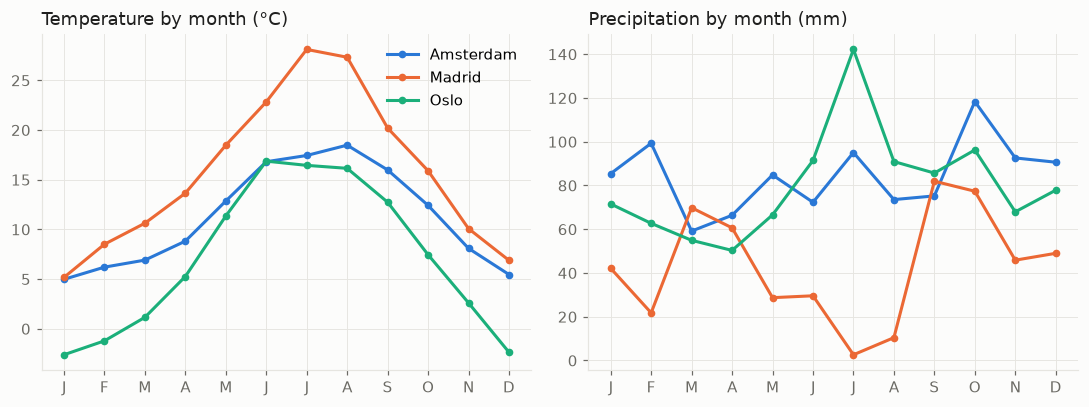 Temperature by month (°C)
Amsterdam
Madrid
Oslo
25
20
15
10
5
0
J F M A M J J A S O N D
Precipitation by month (mm)
140
120
100
80
60
40
20
0
J F M A M J J A S O N D